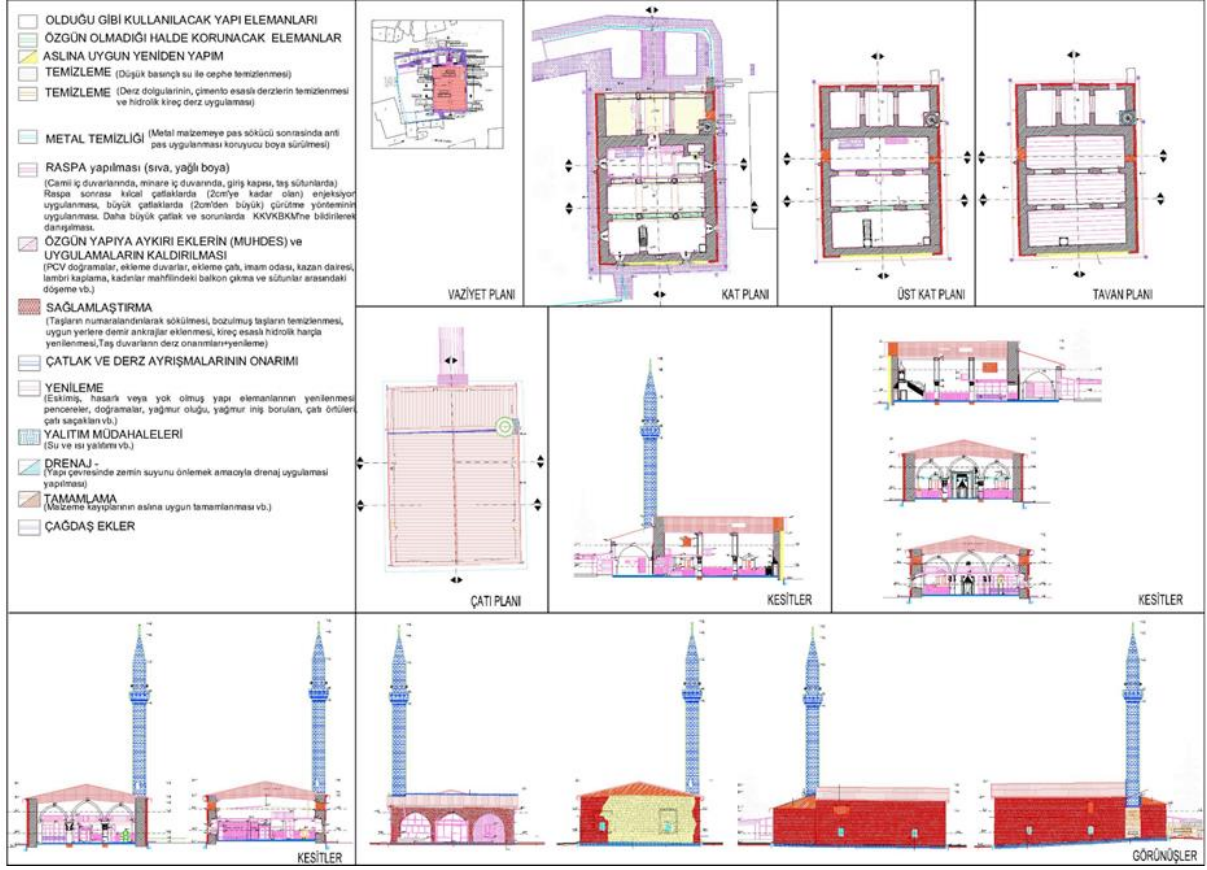 OLDUĞU GİBİ KULLANILACAK YAPI ELEMANLARI
ÖZGÜN OLMADIĞI HALDE KORUNACAK ELEMANLAR
ASLINA UYGUN YENİDEN YAPIM
TEMİZLEME (Düşük basınçlı su ile cephe temizlenmesi)
TEMİZLEME (Derz dolgularinin, çimento esaslı derzlerin temizlenmesi
ve hidrolik kireç derz uygulaması)
METAL TEMİZLİĞİ (Metal malzemeye pas sökücü sonrasinda anti
pas uygulanması koruyucu boya sürülmesi)
RASPA yapılması (sıva, yağlı boya)
(Camii iç duvarlarında, minare iç duvarında, giriş kapısı, taş sütunlarda)
Raspa sonrası kılcal çatlaklarda (2cm'ye kadar olan) enjeksiyon
uygulanması, büyük çatlaklarda (2cm'den büyük) çürütme yönteminin
uygulanması. Daha büyük çatlak ve sorunlarda KKVKBKM'ne bildirilerek
danışılması.
ÖZGÜN YAPIYA AYKIRI EKLERİN (MUHDES) ve
UYGULAMALARIN KALDIRILMASI
(PCV doğramalar, ekleme duvarlar, ekleme çatı, imam odası, kazan dairesi,
lambri kaplama, kadınlar mahfilindeki balkon çıkma ve sütunlar arasındaki
döşeme vb.)
SAĞLAMLAŞTIRMA
(Taşların numaralandırılarak sökülmesi, bozulmuş taşların temizlenmesi,
uygun yerlere demir ankrajlar eklenmesi, kireç esaslı hidrolik harçla
yenilenmesi,Taş duvarların derz onarımları+yenileme)
ÇATLAK VE DERZ AYRIŞMALARININ ONARIMI
YENİLEME
(Eskimiş, hasarlı veya yok olmuş yapı elemanlarının yenilenmesi
pencereler, doğramalar, yağmur oluğu, yağmur iniş boruları, çatı örtüleri,
çatı saçakları vb.)
YALITIM MÜDAHALELERİ
(Su ve ısı yalıtımı vb.)
DRENAJ -
(Yapı çevresinde zemin suyunu önlemek amacıyla drenaj uygulaması
yapılması)
TAMAMLAMA
(Malzeme kayıplarının aslına uygun tamamlanması vb.)
ÇAĞDAŞ EKLER
VAZİYET PLANI
KAT PLANI
ÜST KAT PLANI
TAVAN PLANI
ÇATI PLANI
KESİTLER
KESİTLER
KESİTLER
GÖRÜNÜŞLER